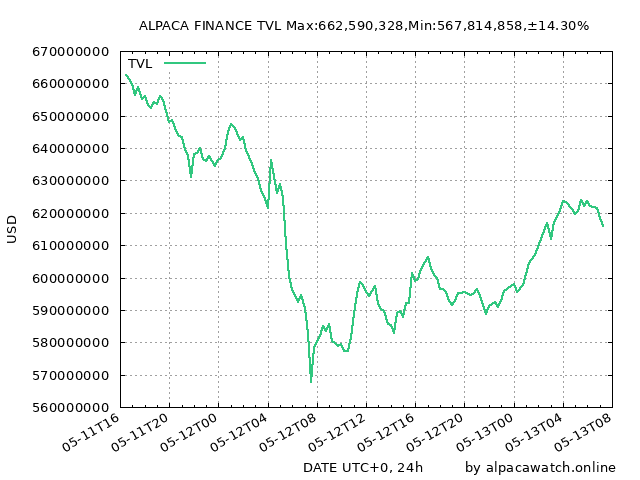 ALPACA FINANCE TVL Max:662,590,328,Min:567,814,858,±14.30%
670000000
TVL
660000000
650000000
640000000
630000000
620000000
610000000
600000000
590000000
580000000
570000000
560000000
USD
05-11T16
05-11T20
05-12T00
05-12T04
05-12T08
05-12T12
05-12T16
05-12T20
05-13T00
05-13T04
05-13T08
DATE UTC+0, 24h
by alpacawatch.online